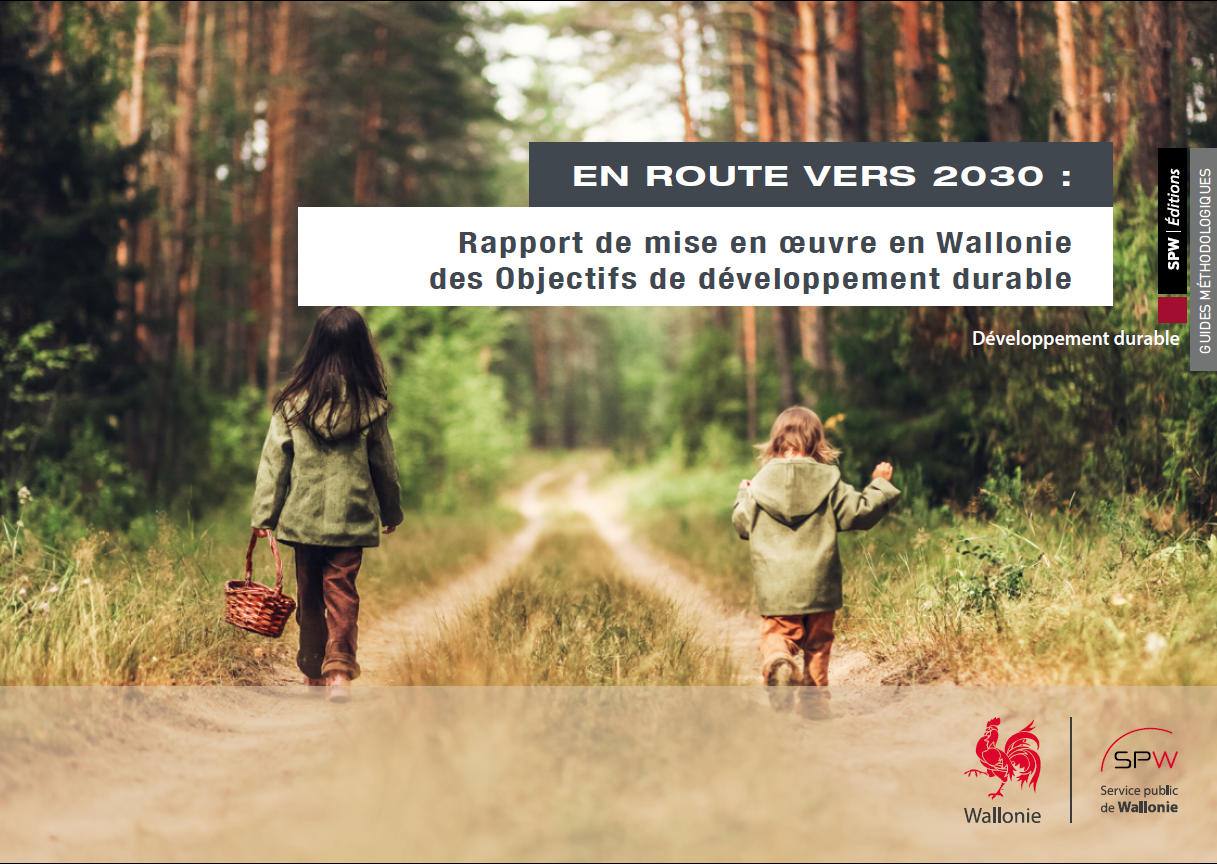 EN ROUTE VERS 2030 :
Rapport de mise en œuvre en Wallonie
des Objectifs de développement durable
Développement durable
SPW | Éditions
GUIDES MÉTHODOLOGIQUES
Wallonie
SPW
Service public
de Wallonie